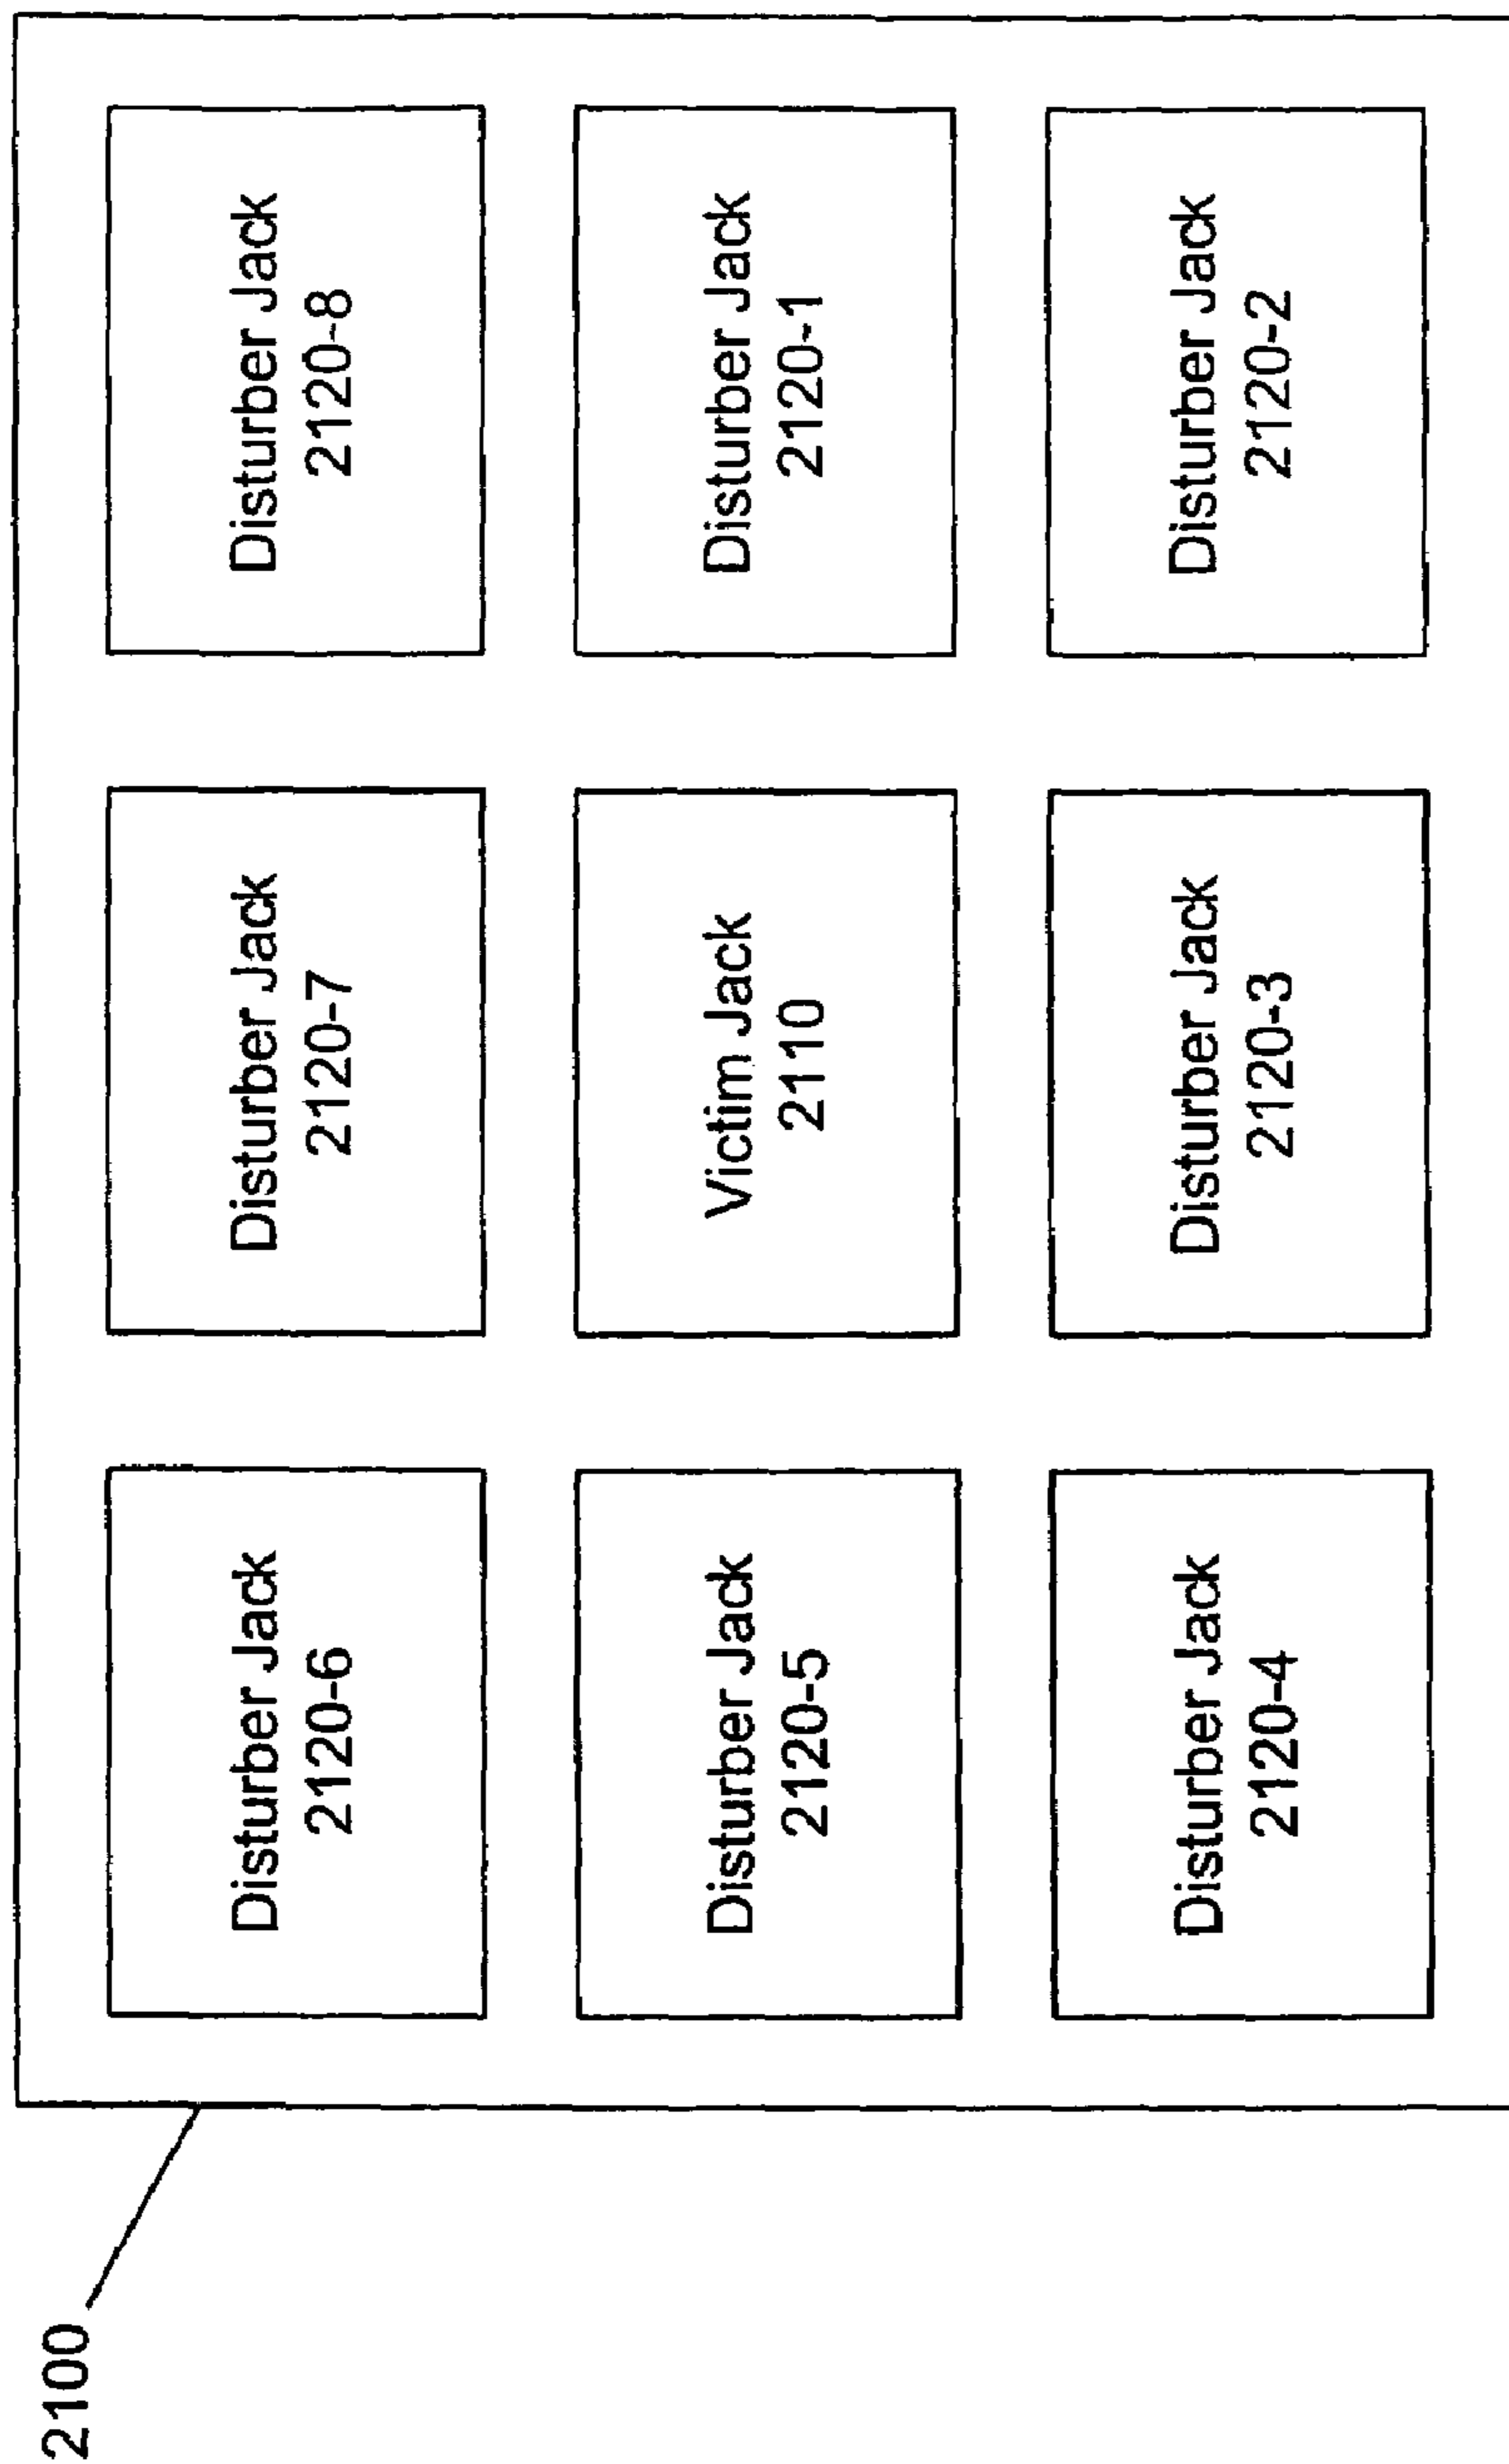 2100
Disturber Jack
2120-6
Disturber Jack
2120-7
Disturber Jack
2120-8
Disturber Jack
2120-5
Victim Jack
2110
Disturber Jack
2120-1
Disturber Jack
2120-4
Disturber Jack
2120-3
Disturber Jack
2120-2